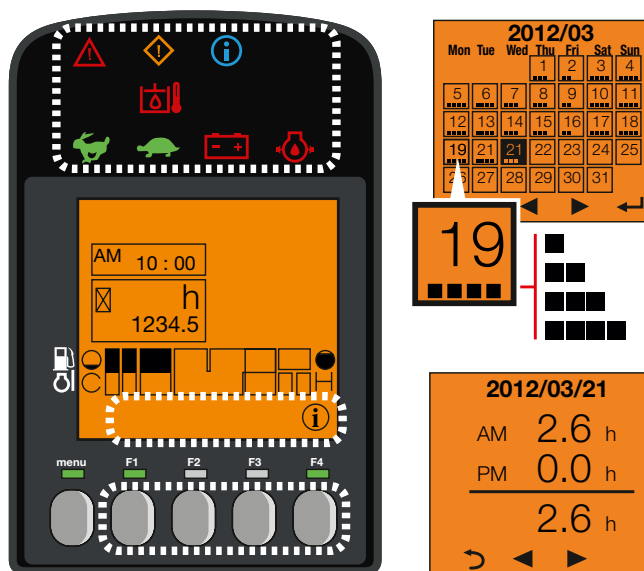 AM 10 : 00
h
1234.5
C H
i
menu F1 F2 F3 F4
2012/03
Mon Tue Wed Thu Fri Sat Sun
1 2 3 4
5 6 7 8 9 10 11
12 13 14 15 16 17 18
19 21 21 22 23 24 25
26 27 28 29 30 31
19
2012/03/21
AM 2.6 h
PM 0.0 h
2.6 h